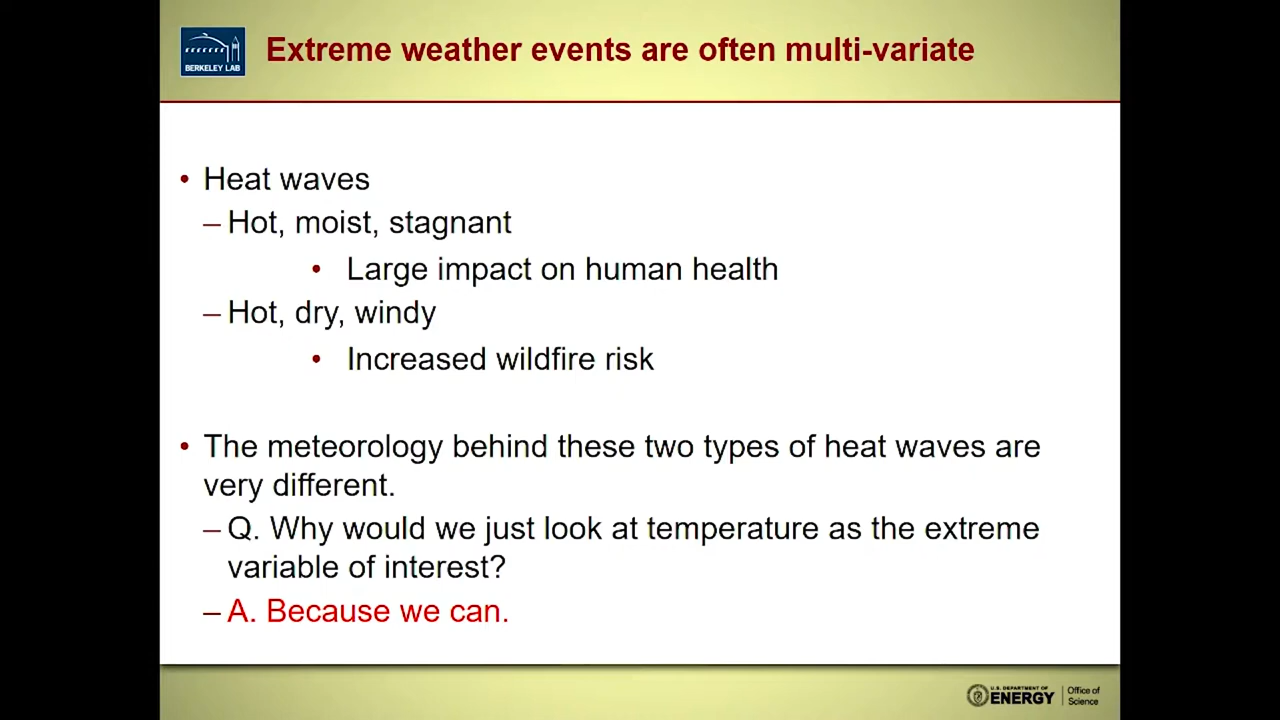 BERKELEY LAB
Extreme weather events are often multi-variate
• Heat waves
– Hot, moist, stagnant
• Large impact on human health
– Hot, dry, windy
• Increased wildfire risk
• The meteorology behind these two types of heat waves are
very different.
– Q. Why would we just look at temperature as the extreme
variable of interest?
– A. Because we can.
U.S. DEPARTMENT OF
ENERGY
Office of
Science